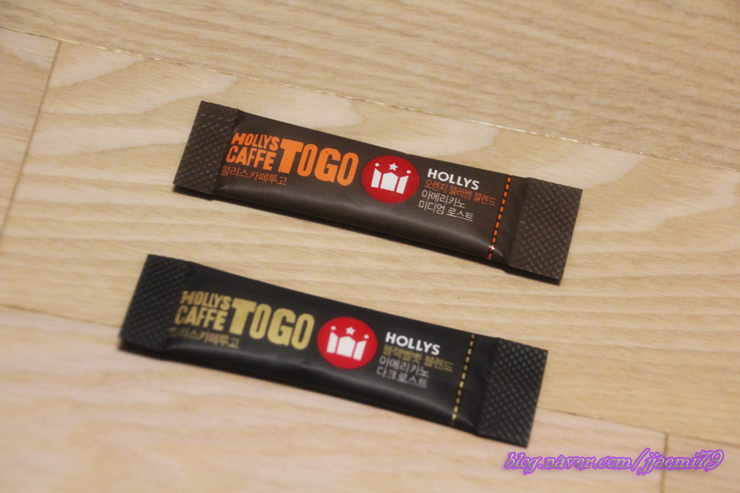 HOLLYS
CAFFE TOGO
할리스카페투고
HOLLYS
오렌지 블라썸 블렌드
아메리카노
미디엄 로스트
HOLLYS
CAFFE TOGO
할리스카페투고
HOLLYS
블랙벨벳 블렌드
아메리카노
다크 로스트
blog.naver.com/jjaemi79